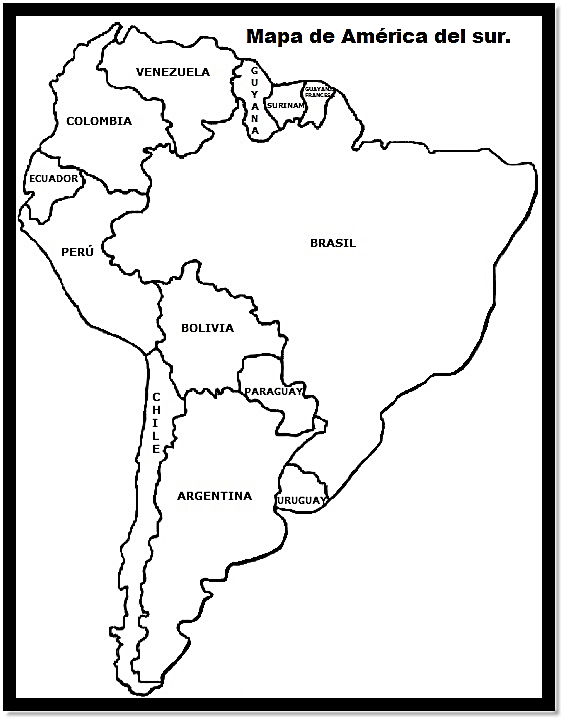 Mapa de América del sur.
VENEZUELA
GUYANA
SURINAM
GUAYANA
FRANCESA
COLOMBIA
ECUADOR
PERÚ
BRASIL
BOLIVIA
PARAGUAY
CHILE
ARGENTINA
URUGUAY